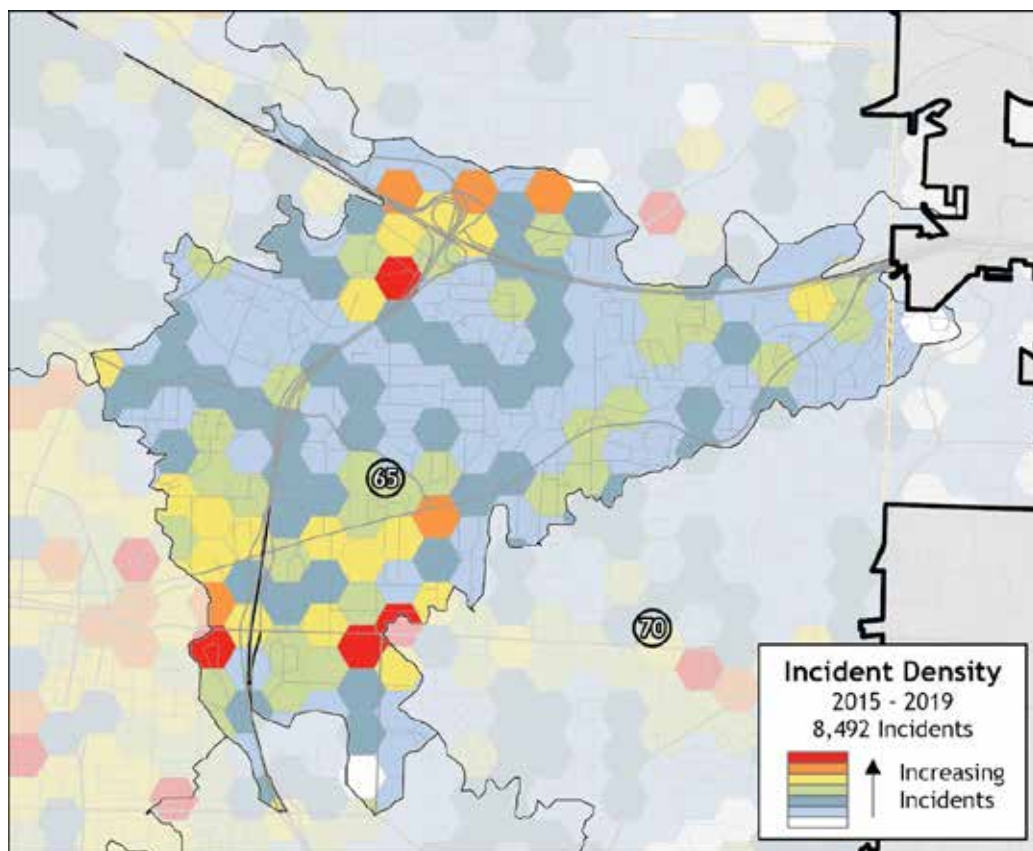 65
70
Incident Density
2015 - 2019
8,492 Incidents
Increasing
Incidents